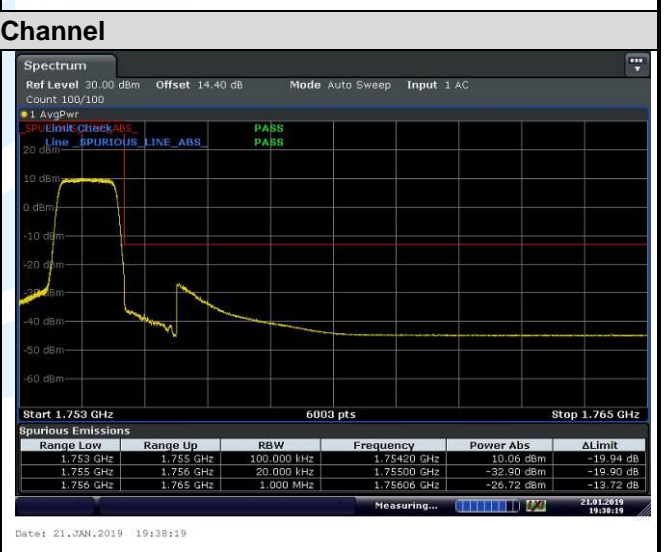 Channel
Spectrum
Ref Level 30.00 dBm Offset 14.40 dB Mode Auto Sweep Input 1 AC
Count 100/100
1 AvgPwr
Limit Check PASS
Line _SPURIOUS_LINE_ABS_ PASS
20 dBm
10 dBm
0 dBm
-10 dBm
-20 dBm
-30 dBm
-40 dBm
-50 dBm
-60 dBm
Start 1.753 GHz 6003 pts Stop 1.765 GHz
Spurious Emissions
Range Low Range Up RBW Frequency Power Abs ΔLimit
1.753 GHz 1.755 GHz 100.000 kHz 1.75420 GHz 10.06 dBm -19.94 dB
1.755 GHz 1.756 GHz 20.000 kHz 1.75500 GHz -32.90 dBm -19.90 dB
1.756 GHz 1.765 GHz 1.000 MHz 1.75606 GHz -26.72 dBm -13.72 dB
Measuring... 21.01.2019
19:38:19
Date: 21.JAN.2019 19:38:19